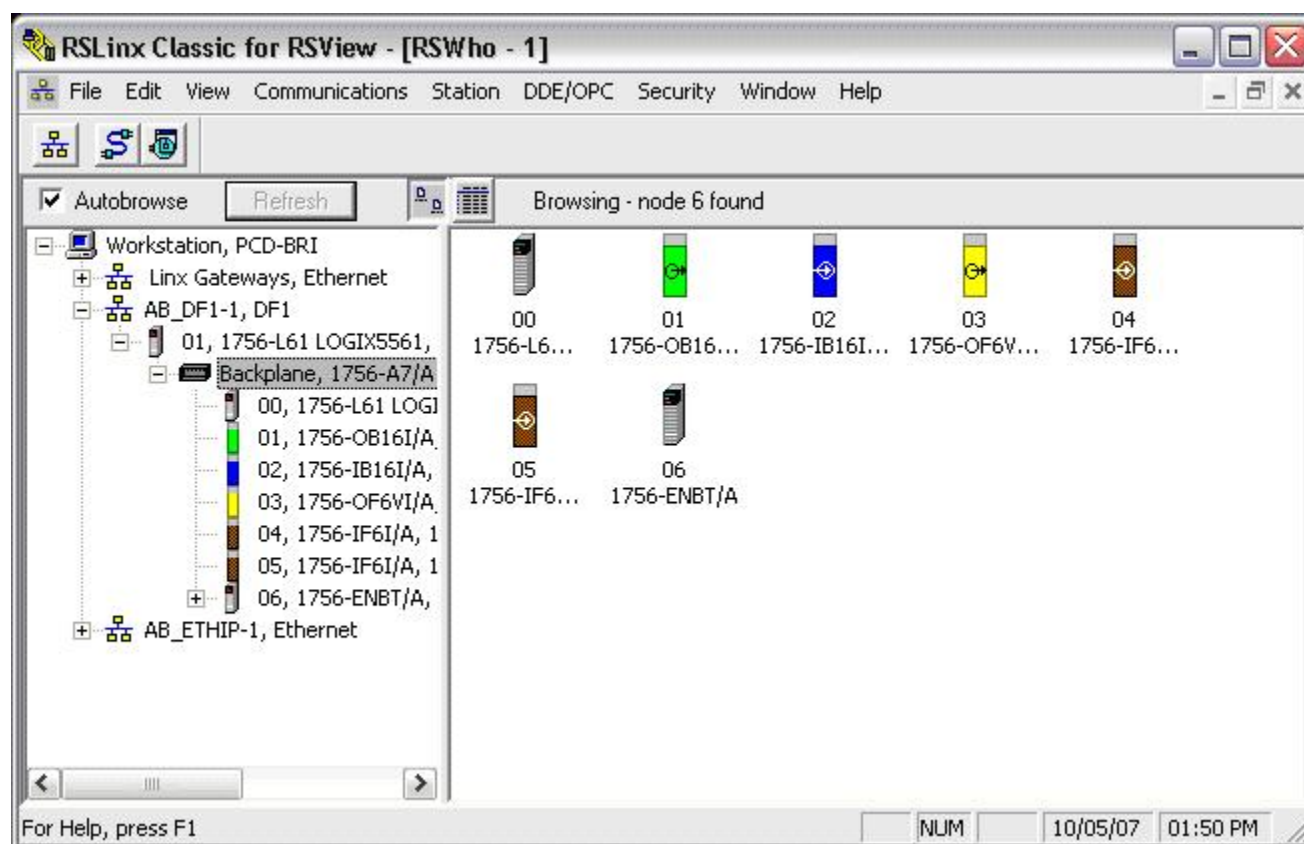 RSLinx Classic for RSView - [RSWho - 1]
File Edit View Communications Station DDE/OPC Security Window Help
Autobrowse Refresh Browsing - node 6 found
Workstation, PCD-BRI
Linx Gateways, Ethernet
AB_DF1-1, DF1
01, 1756-L61 LOGIX5561,
Backplane, 1756-A7/A
00, 1756-L61 LOGI
01, 1756-OB16I/A,
02, 1756-IB16I/A,
03, 1756-OF6VI/A,
04, 1756-IF6I/A, 1
05, 1756-IF6I/A, 1
06, 1756-ENBT/A,
AB_ETHIP-1, Ethernet
00 01 02 03 04
1756-L6... 1756-OB16... 1756-IB16I... 1756-OF6V... 1756-IF6...
05 06
1756-IF6... 1756-ENBT/A
For Help, press F1 NUM 10/05/07 01:50 PM